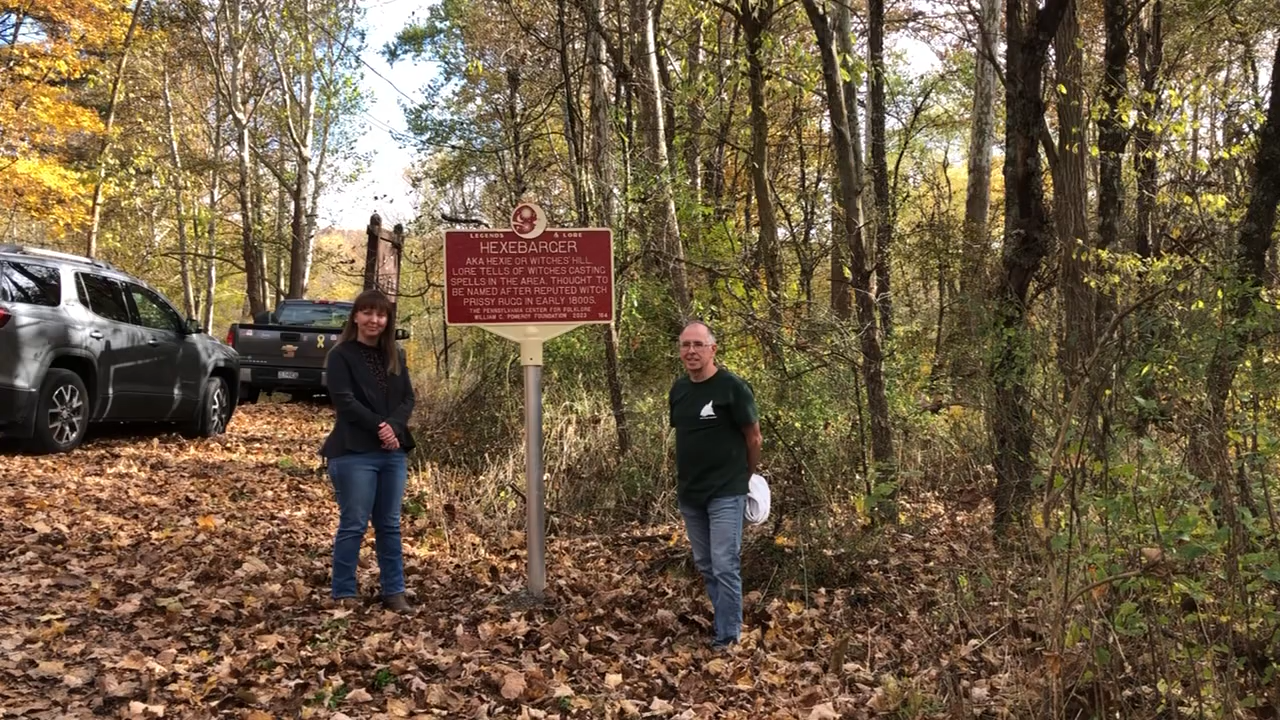 LEGENDS & LORE
HEXEBARGER
AKA HEXIE OR WITCHES' HILL.
LORE TELLS OF WITCHES CASTING
SPELLS IN THE AREA. THOUGHT TO
BE NAMED AFTER REPUTED WITCH
PRISSY RUGG IN EARLY 1800S.
THE PENNSYLVANIA CENTER FOR FOLKLORE
WILLIAM G. POMEROY FOUNDATION 2023 164